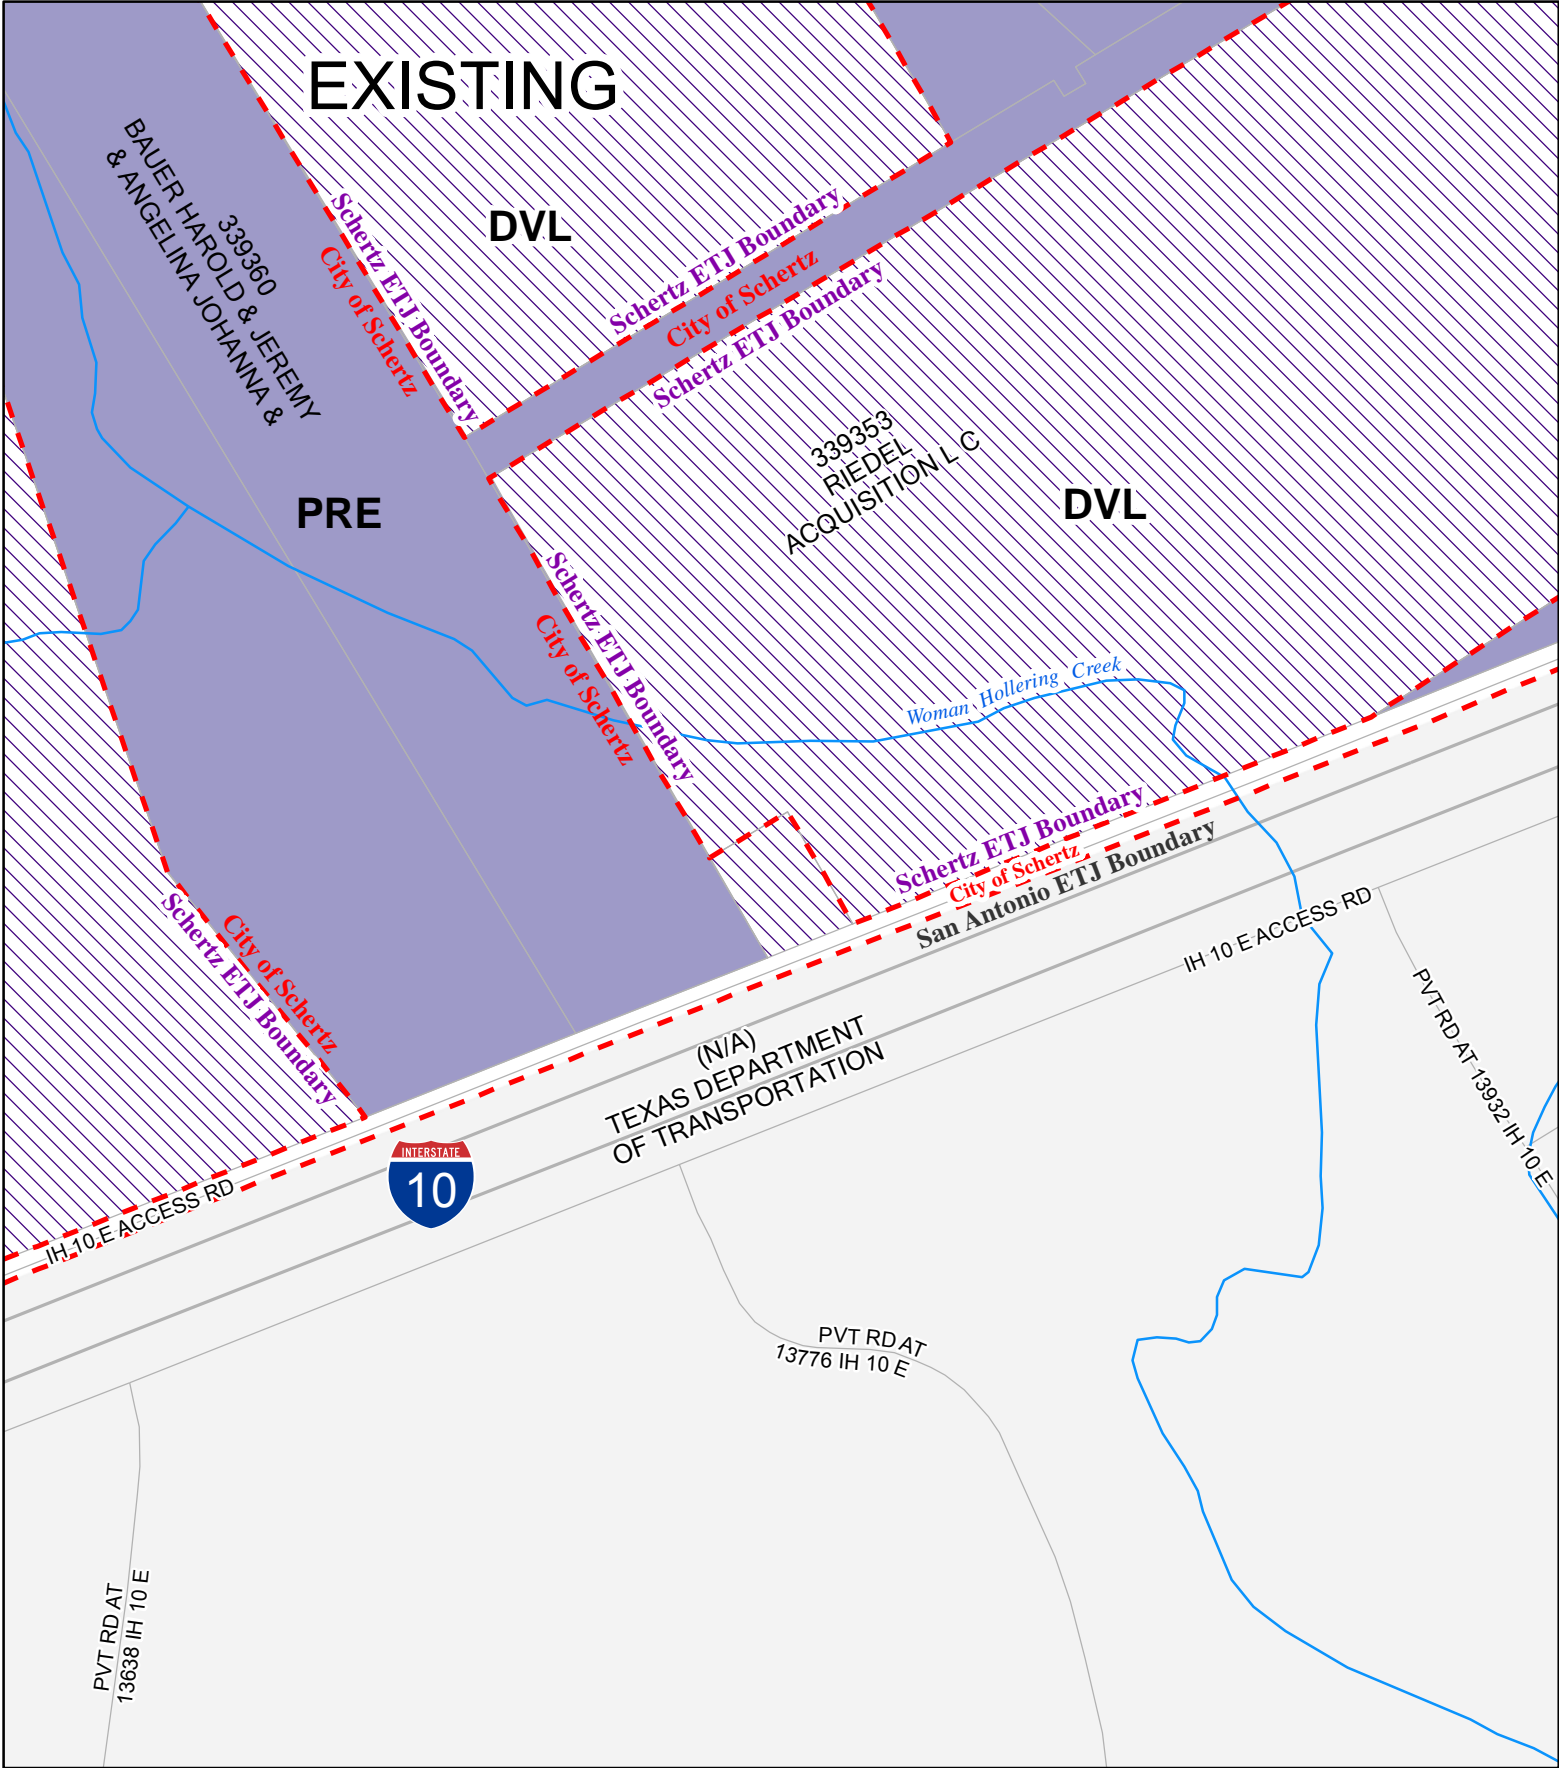 EXISTING
339360
BAUER HAROLD & JEREMY
& ANGELINA JOHANNA &
DVL
Schertz ETJ Boundary
City of Schertz
Schertz ETJ Boundary
City of Schertz
Schertz ETJ Boundary
339353
RIEDEL
ACQUISITION L C
DVL
PRE
Schertz ETJ Boundary
City of Schertz
Woman Hollering Creek
Schertz ETJ Boundary
City of Schertz
San Antonio ETJ Boundary
City of Schertz
Schertz ETJ Boundary
IH 10 E ACCESS RD
PVT RD AT 13932 IH 10 E
(N/A)
TEXAS DEPARTMENT
OF TRANSPORTATION
INTERSTATE
10
IH 10 E ACCESS RD
PVT RD AT
13776 IH 10 E
PVT RD AT
13638 IH 10 E